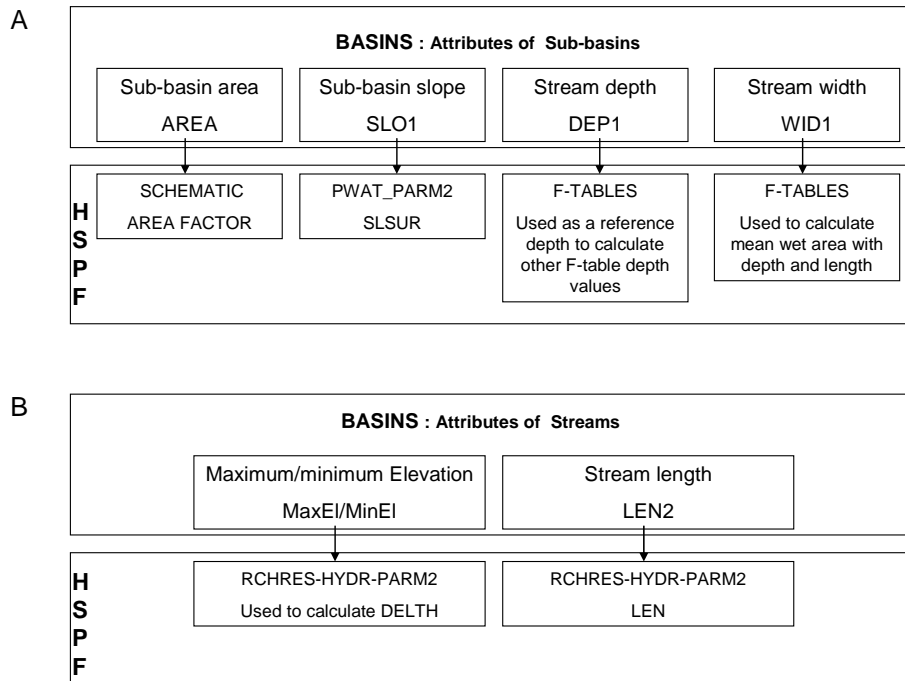 A
BASINS : Attributes of Sub-basins
Sub-basin area
AREA
Sub-basin slope
SLO1
Stream depth
DEP1
Stream width
WID1
H
S
P
F
SCHEMATIC
AREA FACTOR
PWAT_PARM2
SLSUR
F-TABLES
Used as a reference
depth to calculate
other F-table depth
values
F-TABLES
Used to calculate
mean wet area with
depth and length
B
BASINS : Attributes of Streams
Maximum/minimum Elevation
MaxEl/MinEl
Stream length
LEN2
H
S
P
F
RCHRES-HYDR-PARM2
Used to calculate DELTH
RCHRES-HYDR-PARM2
LEN